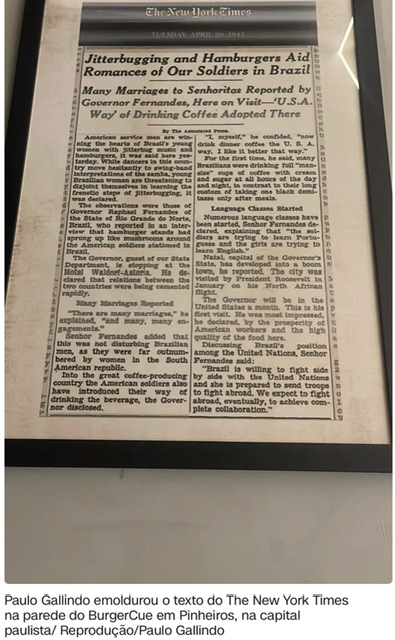 The New York Times
TUESDAY, APRIL 20, 1943
Jitterbugging and Hamburgers Aid
Romances of Our Soldiers in Brazil
Many Marriages to Senhoritas Reported by
Governor Fernandes, Here on Visit—'U.S.A.
Way' of Drinking Coffee Adopted There
By The Associated Press.
American service men are win-
ning the hearts of Brazil's young
women with jitterbug music and
hamburgers, it was said here yes-
terday. While dancers in this coun-
try move hesitantly to swing-band
interpretations of the samba, young
Brazilian women are threatening to
disjoint themselves in learning the
frenetic steps of jitterbugging, it
was declared.
The observations were those of
Governor Raphael Fernandes of
the State of Rio Grande do Norte,
Brazil, who reported in an inter-
view that hamburger stands had
sprung up like mushrooms around
the American soldiers stationed in
Brazil.
The Governor, guest of our State
Department, is stopping at the
Hotel Waldorf-Astoria. He de-
clared that relations between the
two countries were being cemented
rapidly.
Many Marriages Reported
"There are many marriages," he
explained, "and many, many en-
gagements."
Senhor Fernandes added that
this was not disturbing Brazilian
men, as they were far outnum-
bered by women in the South
American republic.
Into the great coffee-producing
country the American soldiers also
have introduced their way of
drinking the beverage, the Gover-
nor disclosed.
"I, myself," he confided, "now
drink dinner coffee the U. S. A.
way. I like it better that way."
For the first time, he said, many
Brazilians were drinking full "man-
size" cups of coffee with cream
and sugar at all hours of the day
and night, in contrast to their long
custom of taking one black demi-
tasse only after meals.
Language Classes Started
Numerous language classes have
been started, Senhor Fernandes de-
clared, explaining that "the sol-
diers are trying to learn Portu-
guese and the girls are trying to
learn English."
Natal, capital of the Governor's
State, has developed into a boom
town, he reported. The city was
visited by President Roosevelt in
January on his North African
flight.
The Governor will be in the
United States a month. This is his
first visit. He was most impressed,
he declared, by the prosperity of
American workers and the high
quality of the food here.
Discussing Brazil's position
among the United Nations, Senhor
Fernandes said:
"Brazil is willing to fight side
by side with the United Nations
and she is prepared to send troops
to fight abroad. We expect to fight
abroad, eventually, to achieve com-
plete collaboration."
Paulo Gallindo emoldurou o texto do The New York Times
na parede do BurgerCue em Pinheiros, na capital
paulista/ Reprodução/Paulo Gallindo